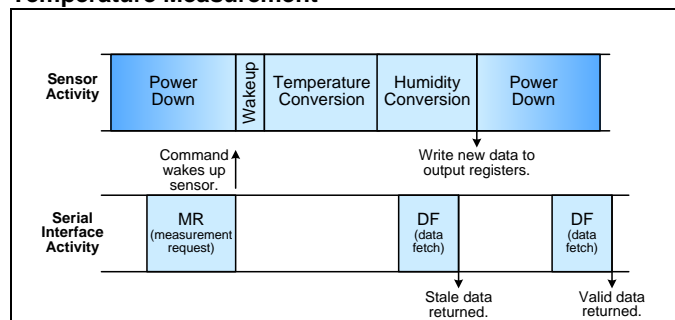 Temperature Measurement
Sensor
Activity
Power
Down
Wakeup
Temperature
Conversion
Humidity
Conversion
Power
Down
Command
wakes up
sensor.
Write new data to
output registers.
Serial
Interface
Activity
MR
(measurement
request)
DF
(data
fetch)
DF
(data
fetch)
Stale data
returned.
Valid data
returned.